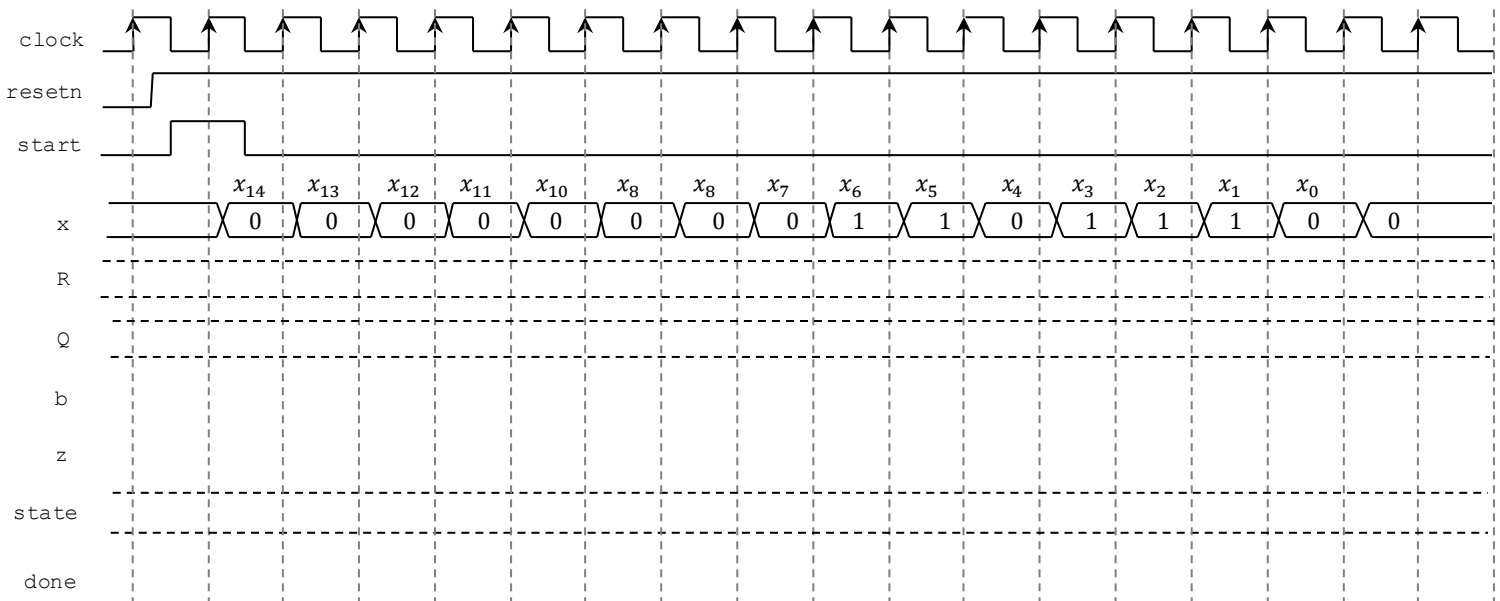 clock
resetn
start
x₁₄ x₁₃ x₁₂ x₁₁ x₁₀ x₈ x₈ x₇ x₆ x₅ x₄ x₃ x₂ x₁ x₀
x 0 0 0 0 0 0 0 0 1 1 0 1 1 1 0 0
R
Q
b
z
state
done